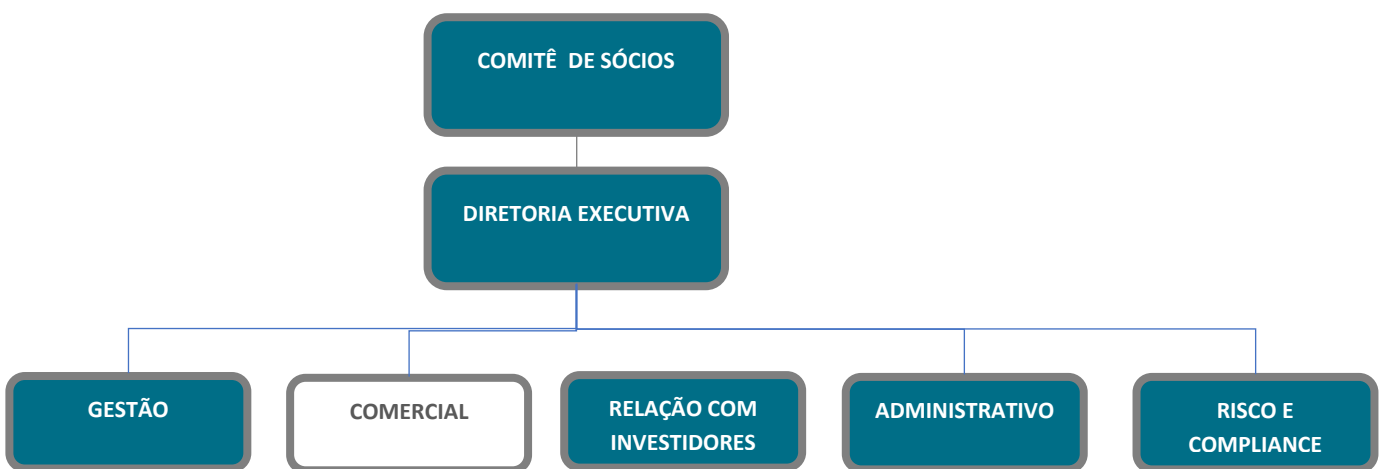 COMITÊ DE SÓCIOS
DIRETORIA EXECUTIVA
GESTÃO
COMERCIAL
RELAÇÃO COM
INVESTIDORES
ADMINISTRATIVO
RISCO E
COMPLIANCE